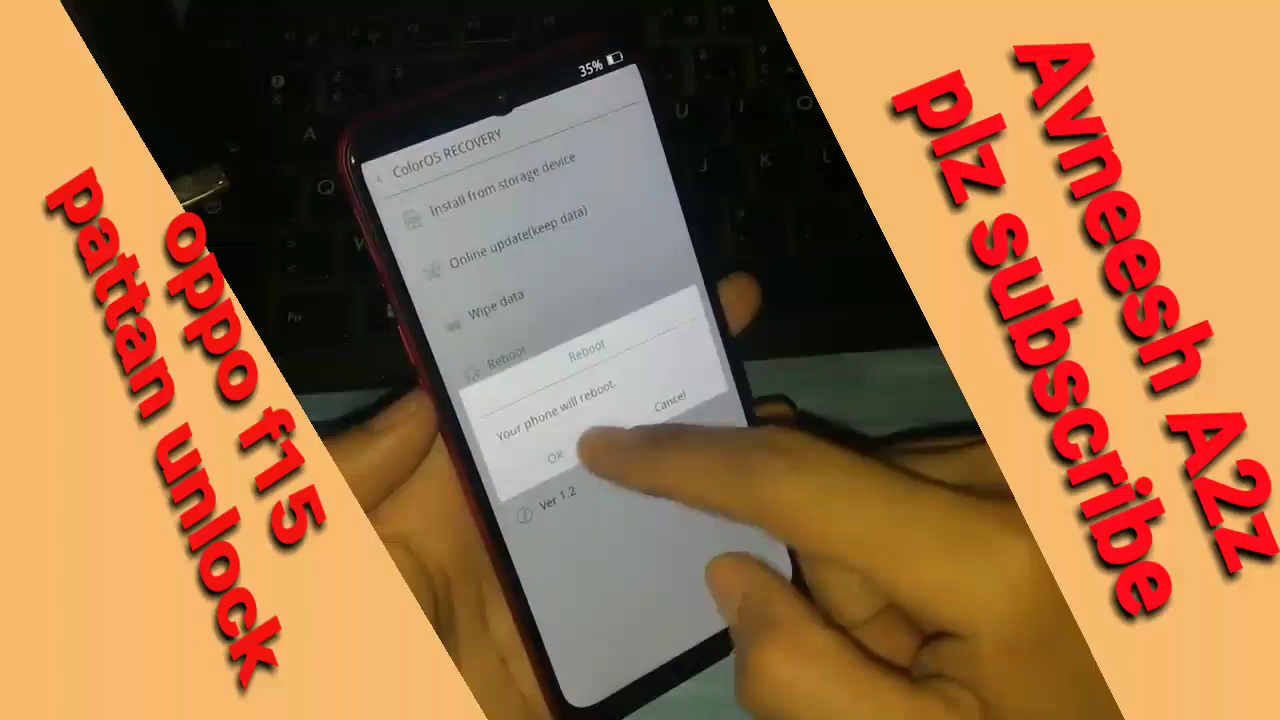 oppo f15
pattan unlock
35%
ColorOS RECOVERY
Install from storage device
Online update(keep data)
Wipe data
Reboot
Reboot
Your phone will reboot.
OK
Cancel
Ver 1.2
Avneesh A2z
plz subscribe
A
Q
U
I
O
J
K
L
Fn